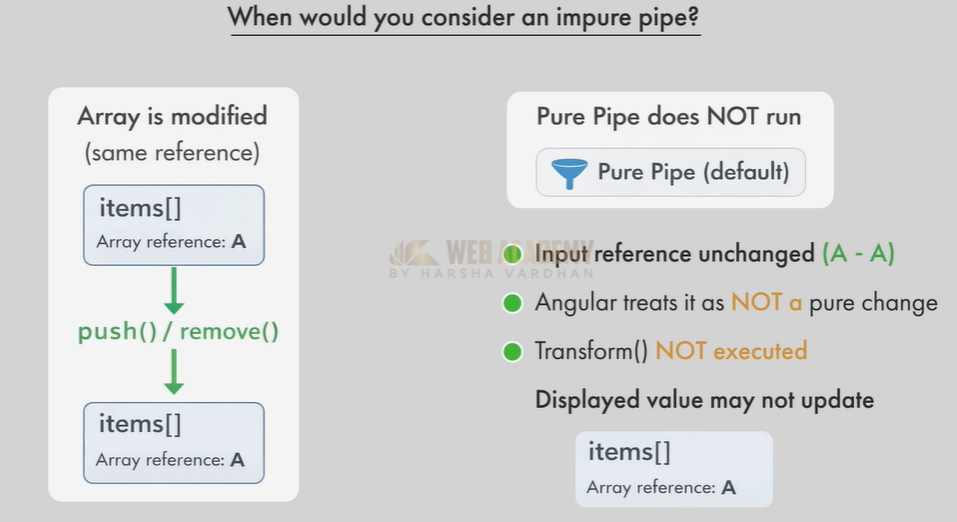 When would you consider an impure pipe?
Array is modified
(same reference)
items[]
Array reference: A
push() / remove()
items[]
Array reference: A
Pure Pipe does NOT run
Pure Pipe (default)
WEB ACADEMY
BY HARSHA VARDHAN
Input reference unchanged (A - A)
Angular treats it as NOT a pure change
Transform() NOT executed
Displayed value may not update
items[]
Array reference: A